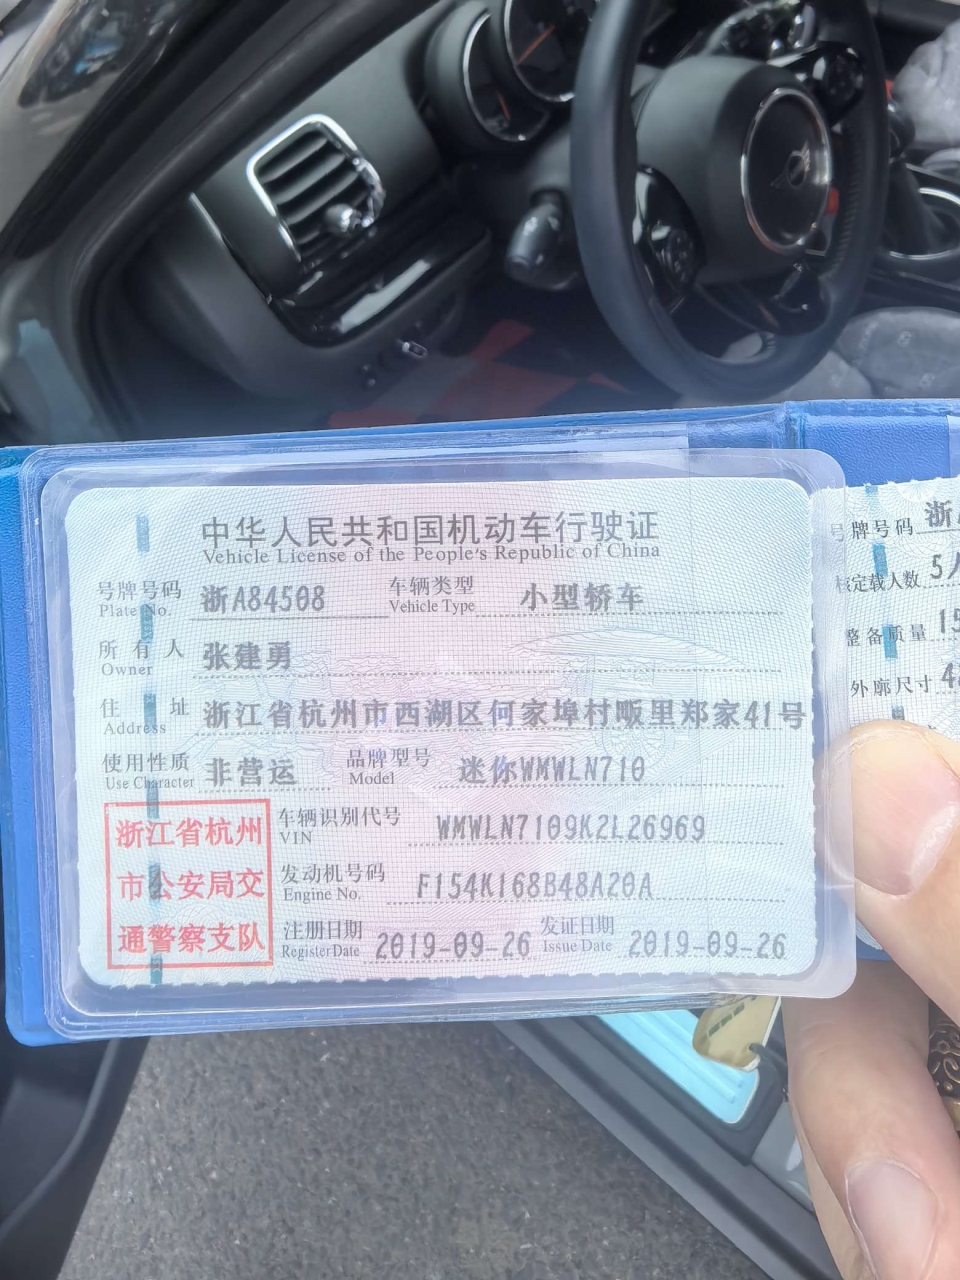 中华人民共和国机动车行驶证
Vehicle License of the People's Republic of China
号牌号码 浙A84508 车辆类型 小型轿车
Plate No. Vehicle Type
所有人 张建勇
Owner
住址 浙江省杭州市西湖区何家埠村畈里郑家41号
Address
使用性质 非营运 品牌型号 迷你WMWLN710
Use Character Model
浙江省杭州
市公安局交
通警察支队
车辆识别代号 WMWLN7109K2L26969
VIN
发动机号码 F154K168B48A20A
Engine No.
注册日期 2019-09-26 发证日期 2019-09-26
Register Date Issue Date
号牌号码 浙
核定载人数 5人
整备质量 15
外廓尺寸 4